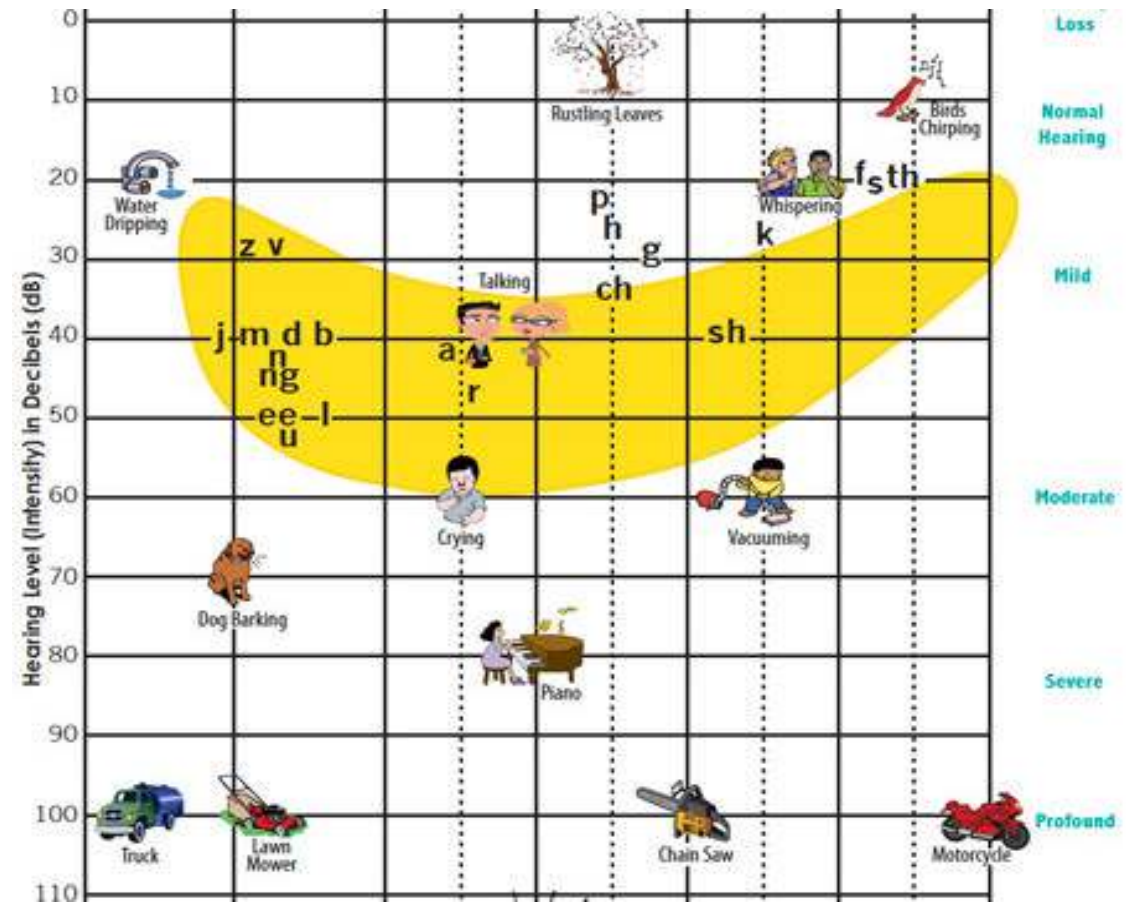 0
Loss
10
Rustling Leaves
Birds
Chirping
Normal
Hearing
20
Water
Dripping
Whispering
f s th
p
h
g
k
z v
30
Talking
ch
Mild
j m d b
n
ng
40
a
sh
r
ee l
u
50
60
Crying
Vacuuming
Moderate
70
Dog Barking
80
Piano
Severe
90
100
Truck
Lawn
Mower
Chain Saw
Motorcycle
Profound
110
Hearing Level (Intensity) in Decibels (dB)